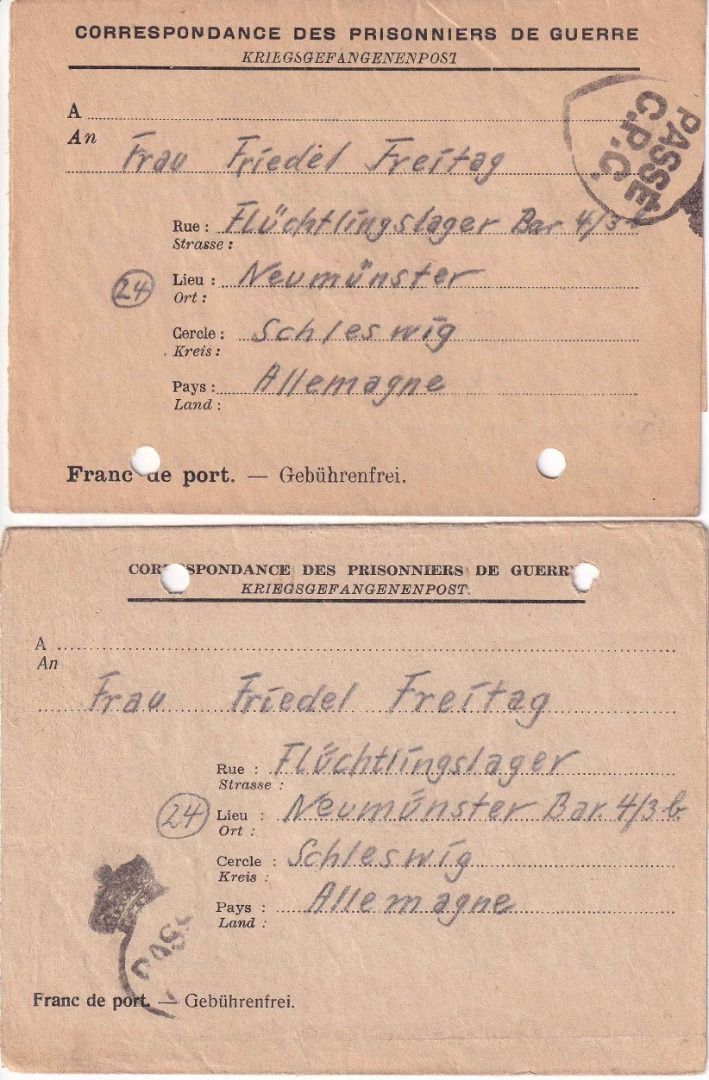 CORRESPONDANCE DES PRISONNIERS DE GUERRE
KRIEGSGEFANGENENPOST
PASSE
C.P.C.
A
An
Frau Friedel Freitag
Rue : Flüchtlingslager Bar 4/3 b
Strasse :
24 Lieu : Neumünster
Ort :
Cercle : Schleswig
Kreis :
Pays : Allemagne
Land :
Franc de port. — Gebührenfrei.
CORRESPONDANCE DES PRISONNIERS DE GUERRE
KRIEGSGEFANGENENPOST.
A
An
Frau Friedel Freitag
Rue : Flüchtlingslager
Strasse :
24 Lieu : Neumünster Bar. 4/3 b
Ort :
Cercle : Schleswig
Kreis :
Pays : Allemagne
Land :
Franc de port. — Gebührenfrei.